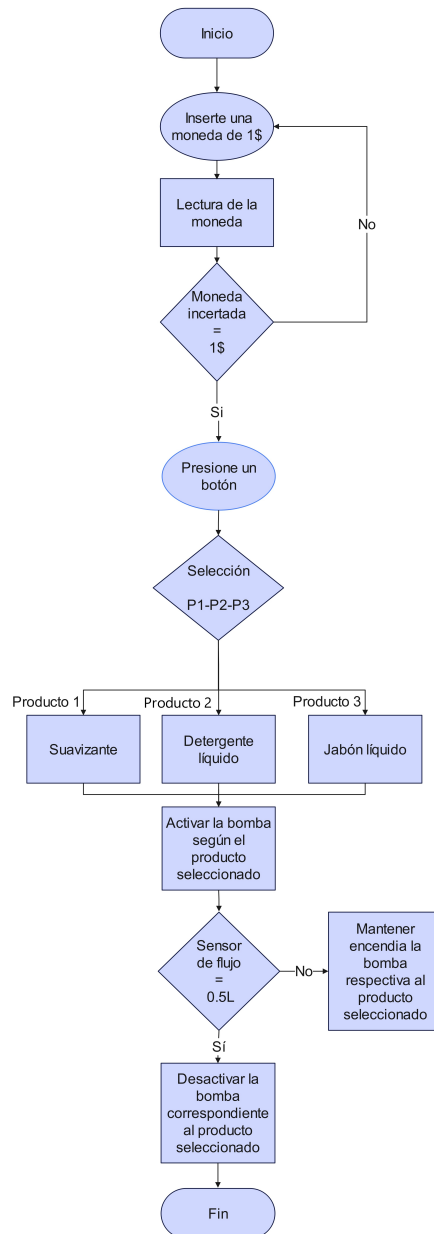 Inicio
Inserte una
moneda de 1$
Lectura de la
moneda
No
Moneda
incertada
=
1$
Si
Presione un
botón
Selección
P1-P2-P3
Producto 1
Producto 2
Producto 3
Suavizante
Detergente
líquido
Jabón líquido
Activar la bomba
según el
producto
seleccionado
Sensor
de flujo
=
0.5L
No
Mantener
encendia la
bomba
respectiva al
producto
seleccionado
Sí
Desactivar la
bomba
correspondiente
al producto
seleccionado
Fin